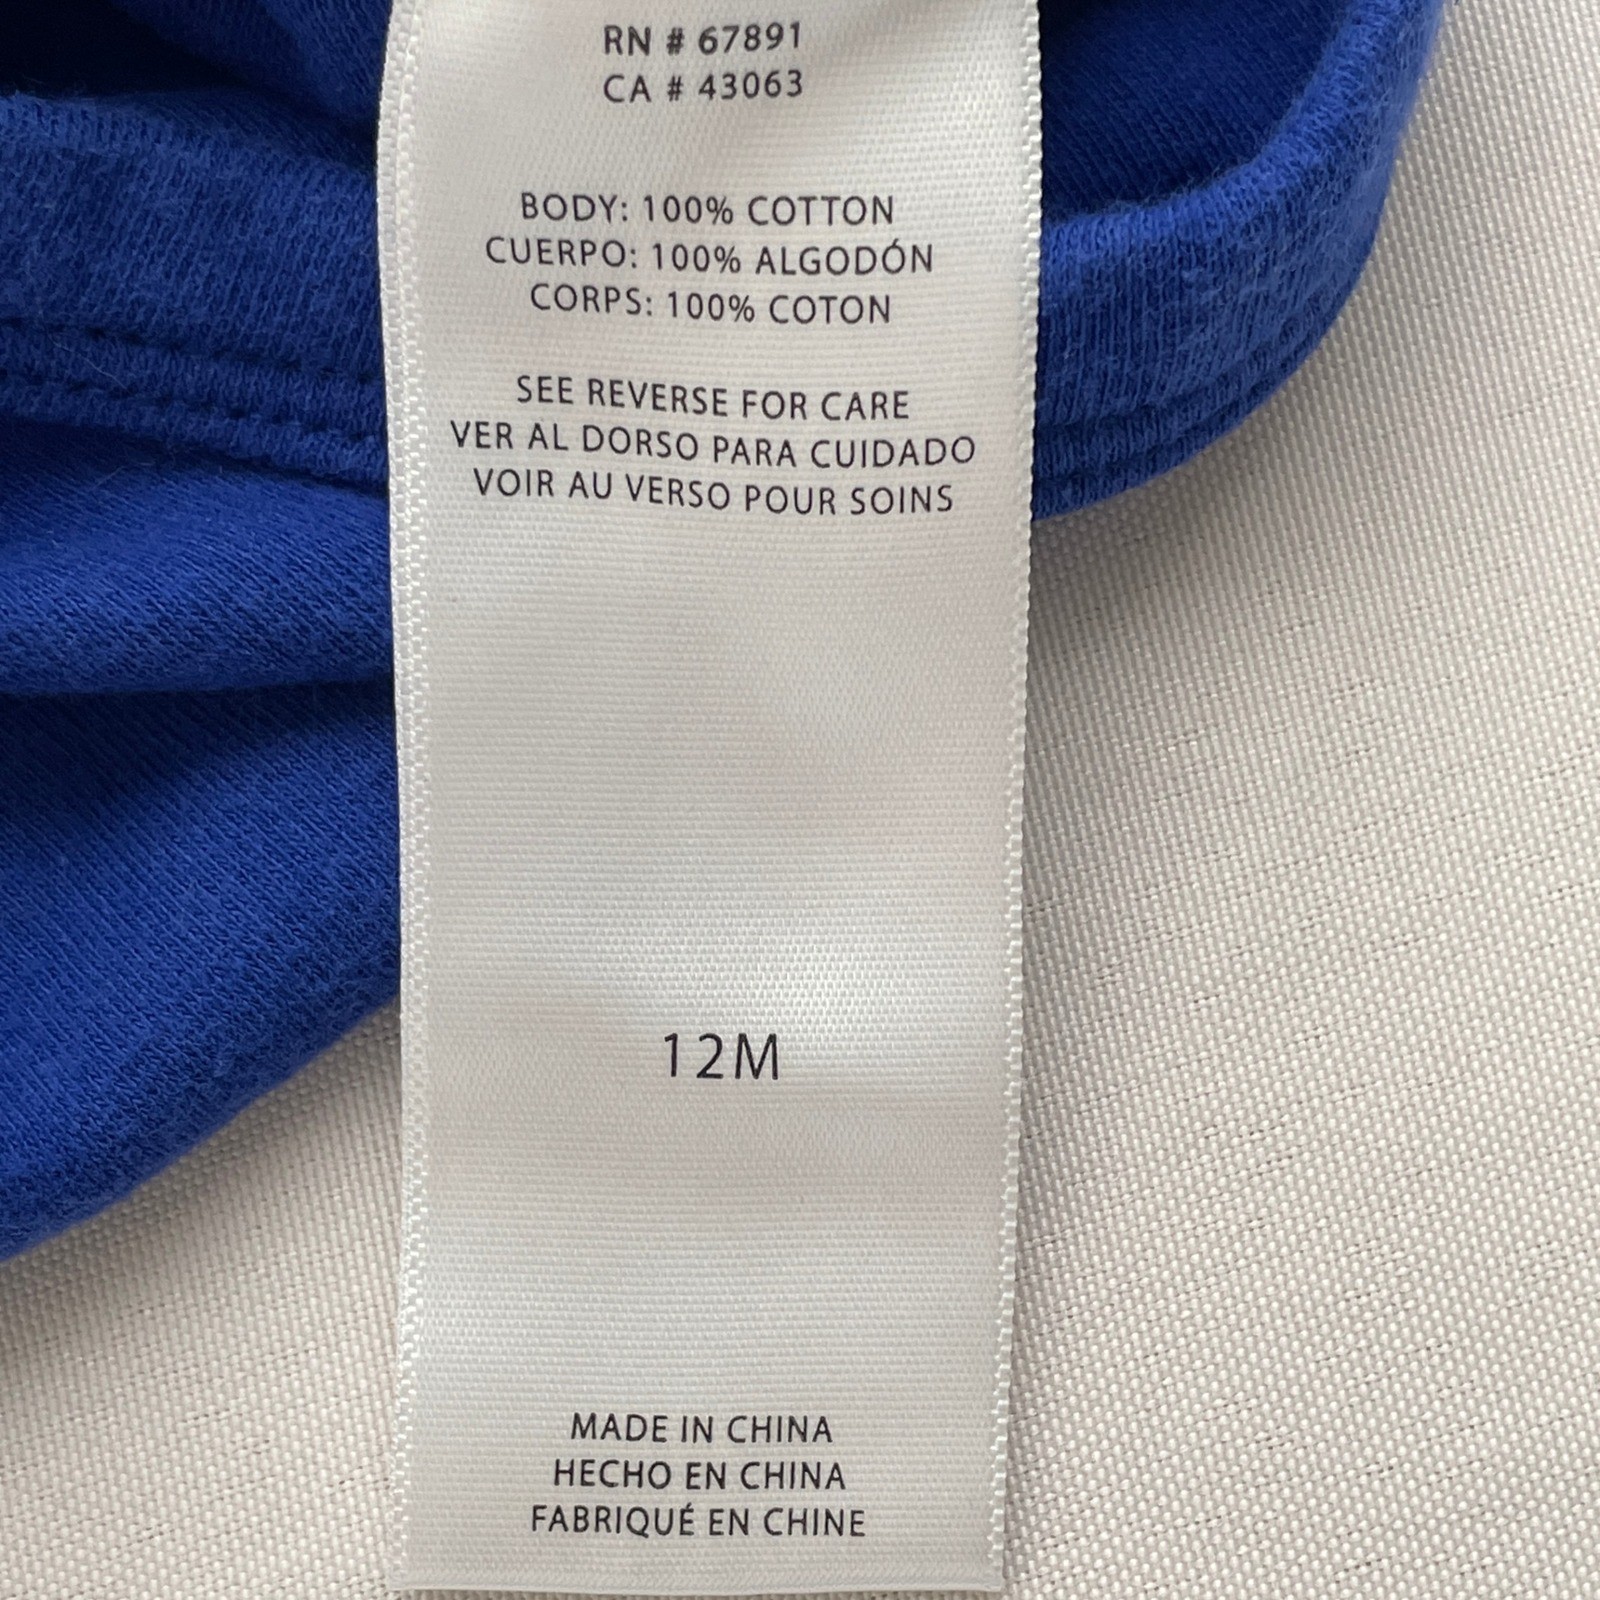 RN # 67891
CA # 43063
BODY: 100% COTTON
CUERPO: 100% ALGODÓN
CORPS: 100% COTON
SEE REVERSE FOR CARE
VER AL DORSO PARA CUIDADO
VOIR AU VERSO POUR SOINS
12M
MADE IN CHINA
HECHO EN CHINA
FABRIQUÉ EN CHINE